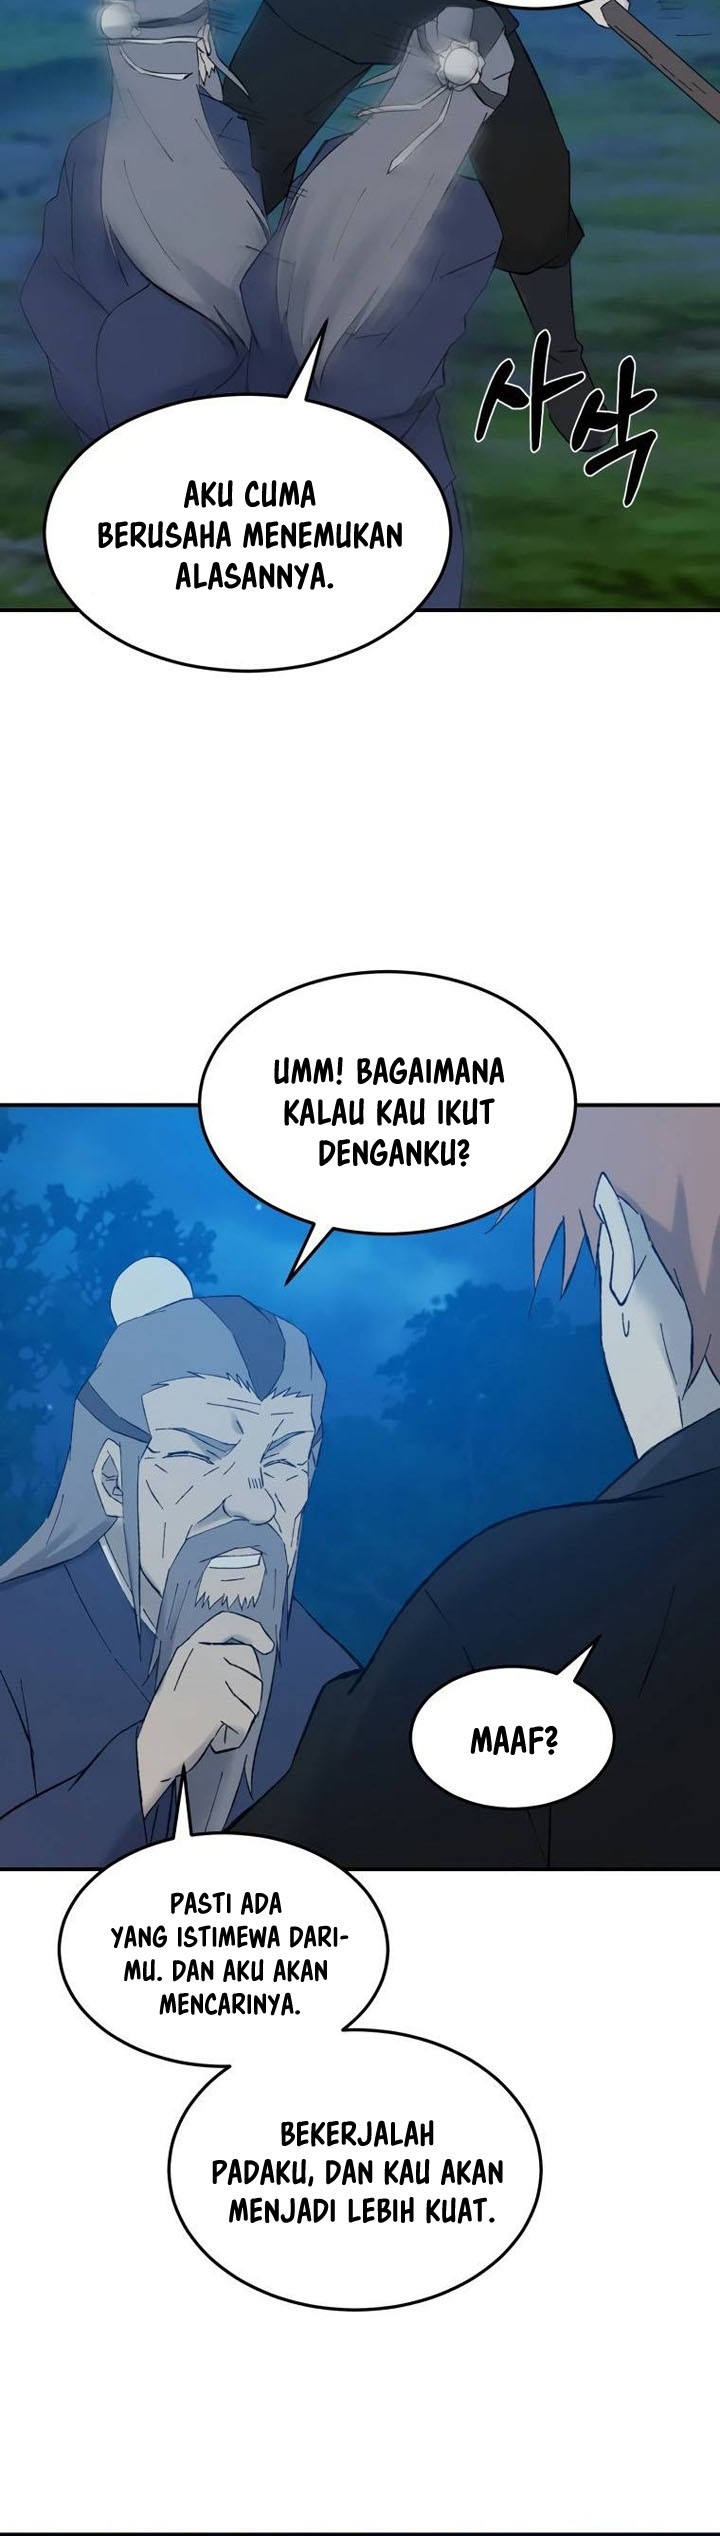 사삭
AKU CUMA
BERUSAHA MENEMUKAN
ALASANNYA.
UMM! BAGAIMANA
KALAU KAU IKUT
DENGANKU?
MAAF?
PASTI ADA
YANG ISTIMEWA DARI-
MU. DAN AKU AKAN
MENCARINYA.
BEKERJALAH
PADAKU, DAN KAU AKAN
MENJADI LEBIH KUAT.